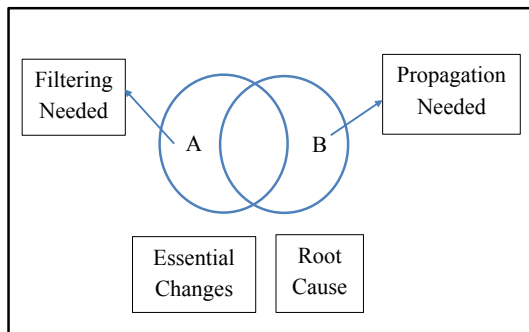 Filtering
Needed
Propagation
Needed
A
B
Essential
Changes
Root
Cause